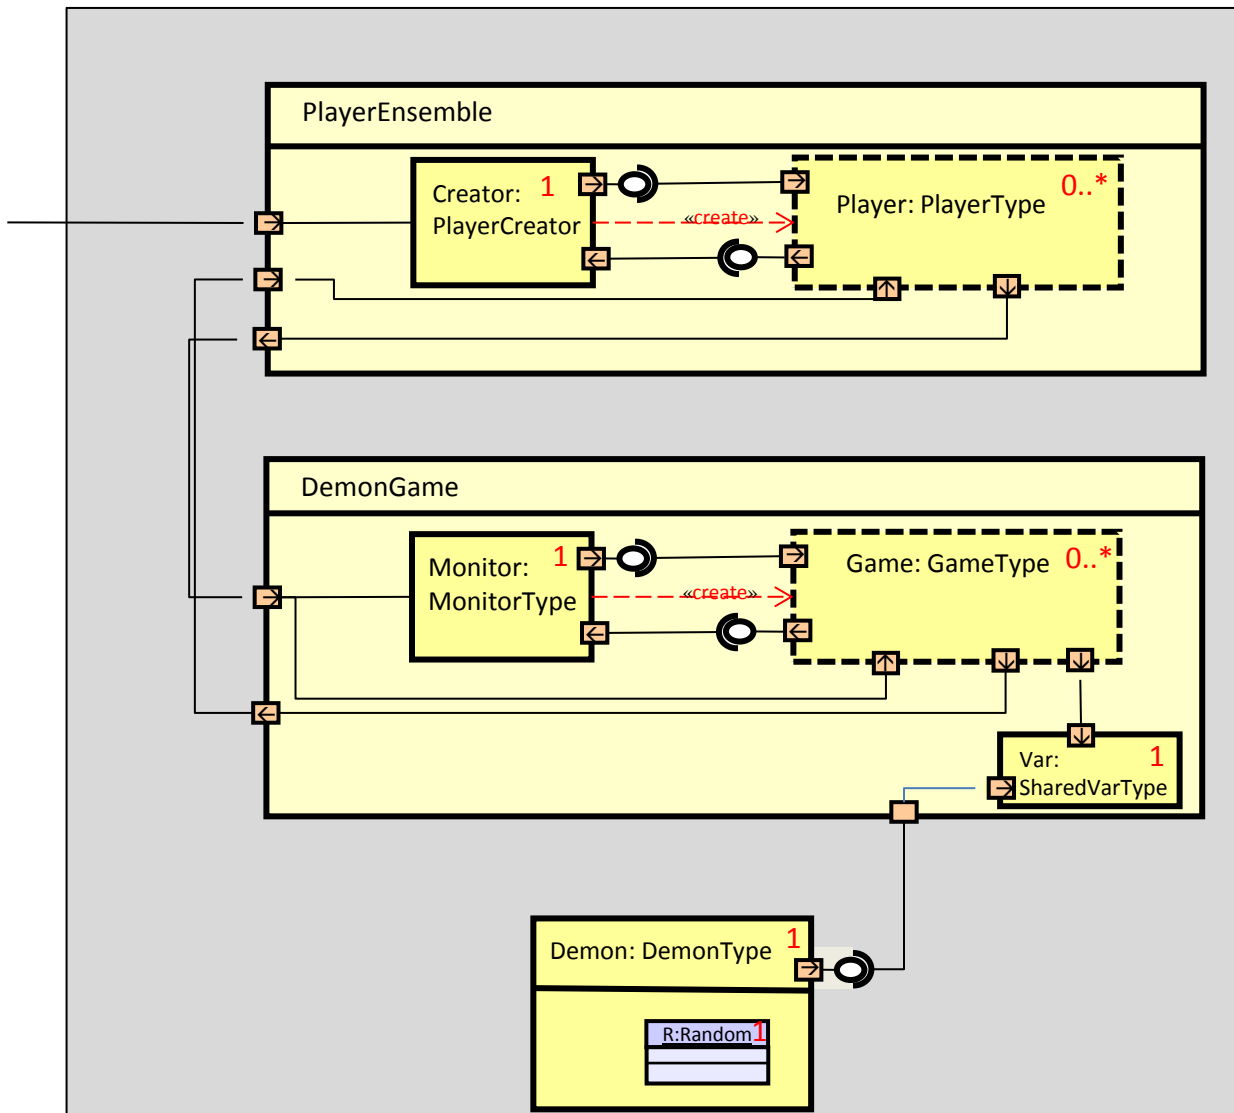 PlayerEnsemble
Creator: 1
PlayerCreator
«create»
Player: PlayerType 0..*
DemonGame
Monitor: 1
MonitorType
«create»
Game: GameType 0..*
Var: 1
SharedVarType
Demon: DemonType 1
R:Random 1